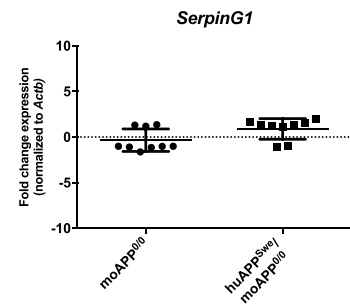 SerpinG1
Fold change expression
(normalized to Actb)
10
5
0
-5
-10
moAPP0/0
huAPPSwe/
moAPP0/0